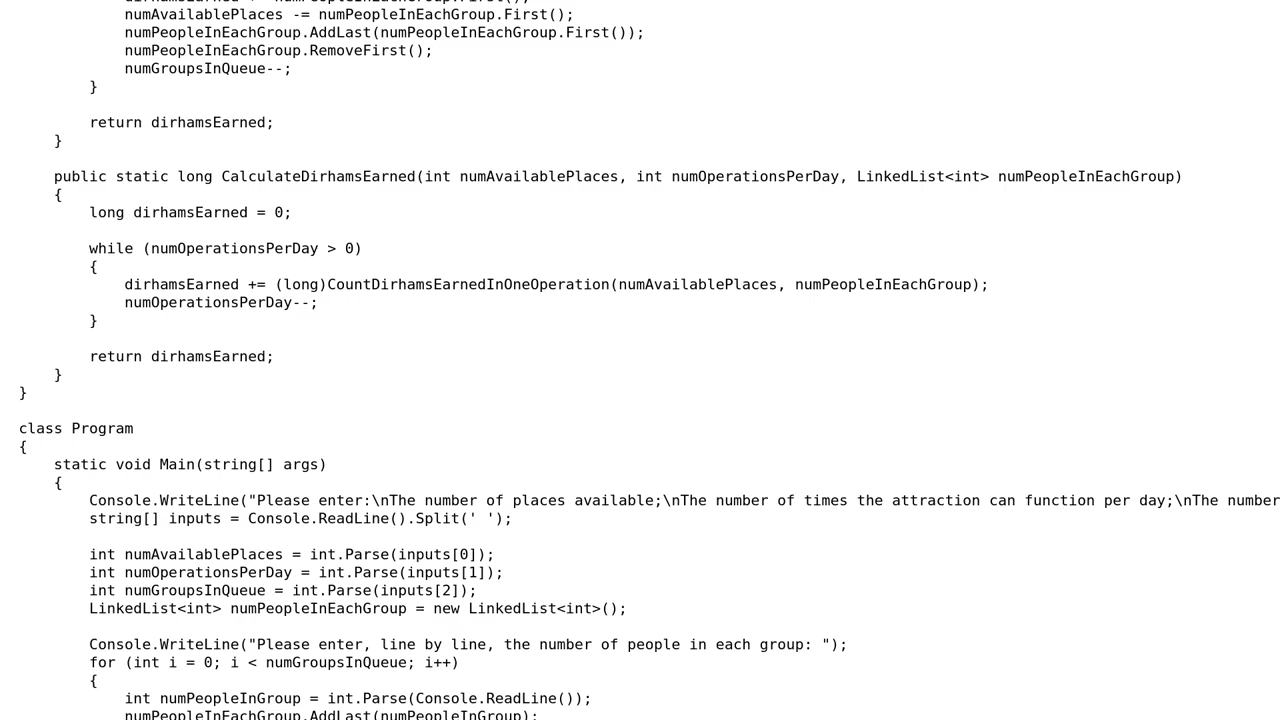 dirhamsEarned += numPeopleInEachGroup.First();
numAvailablePlaces -= numPeopleInEachGroup.First();
numPeopleInEachGroup.AddLast(numPeopleInEachGroup.First());
numPeopleInEachGroup.RemoveFirst();
numGroupsInQueue--;
}
return dirhamsEarned;
}
public static long CalculateDirhamsEarned(int numAvailablePlaces, int numOperationsPerDay, LinkedList<int> numPeopleInEachGroup)
{
long dirhamsEarned = 0;
while (numOperationsPerDay > 0)
{
dirhamsEarned += (long)CountDirhamsEarnedInOneOperation(numAvailablePlaces, numPeopleInEachGroup);
numOperationsPerDay--;
}
return dirhamsEarned;
}
}
class Program
{
static void Main(string[] args)
{
Console.WriteLine("Please enter:\nThe number of places available;\nThe number of times the attraction can function per day;\nThe number
string[] inputs = Console.ReadLine().Split(' ');
int numAvailablePlaces = int.Parse(inputs[0]);
int numOperationsPerDay = int.Parse(inputs[1]);
int numGroupsInQueue = int.Parse(inputs[2]);
LinkedList<int> numPeopleInEachGroup = new LinkedList<int>();
Console.WriteLine("Please enter, line by line, the number of people in each group: ");
for (int i = 0; i < numGroupsInQueue; i++)
{
int numPeopleInGroup = int.Parse(Console.ReadLine());
numPeopleInEachGroup.AddLast(numPeopleInGroup);